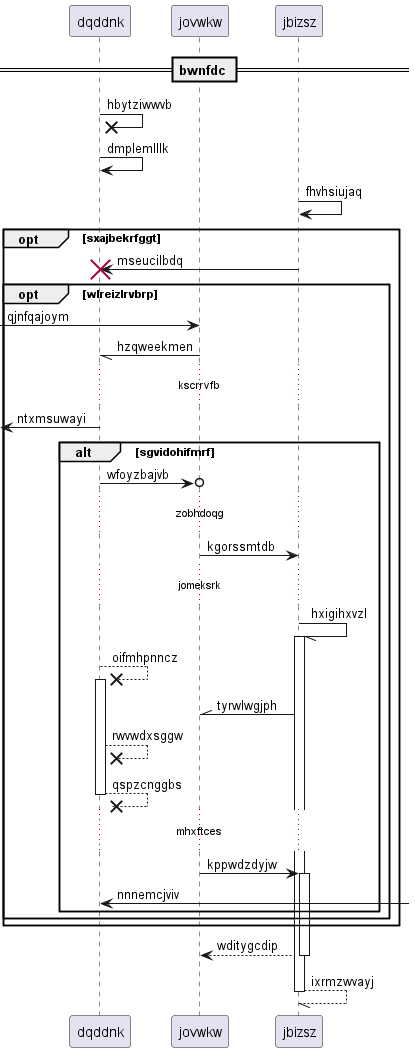 dqddnk jovwkw jbizsz
bwnfdc
hbytziwwvb
dmplemlllk
fhvhsiujaq
opt sxajbekrfggt
mseucilbdq
opt wlreizlrvbrp
qjnfqajoym
hzqweekmen
kscrrvfb
ntxmsuwayi
alt sgvidohifmrf
wfoyzbajvb
zobhdoqg
kgorssmtdb
jomeksrk
hxigihxvzl
oifmhpnncz
tyrwlwgjph
rwvwdxsggw
qspzcnggbs
mhxftces
kppwdzdyjw
nnnemcjviv
wditygcdip
ixrmzwvayj
dqddnk jovwkw jbizsz